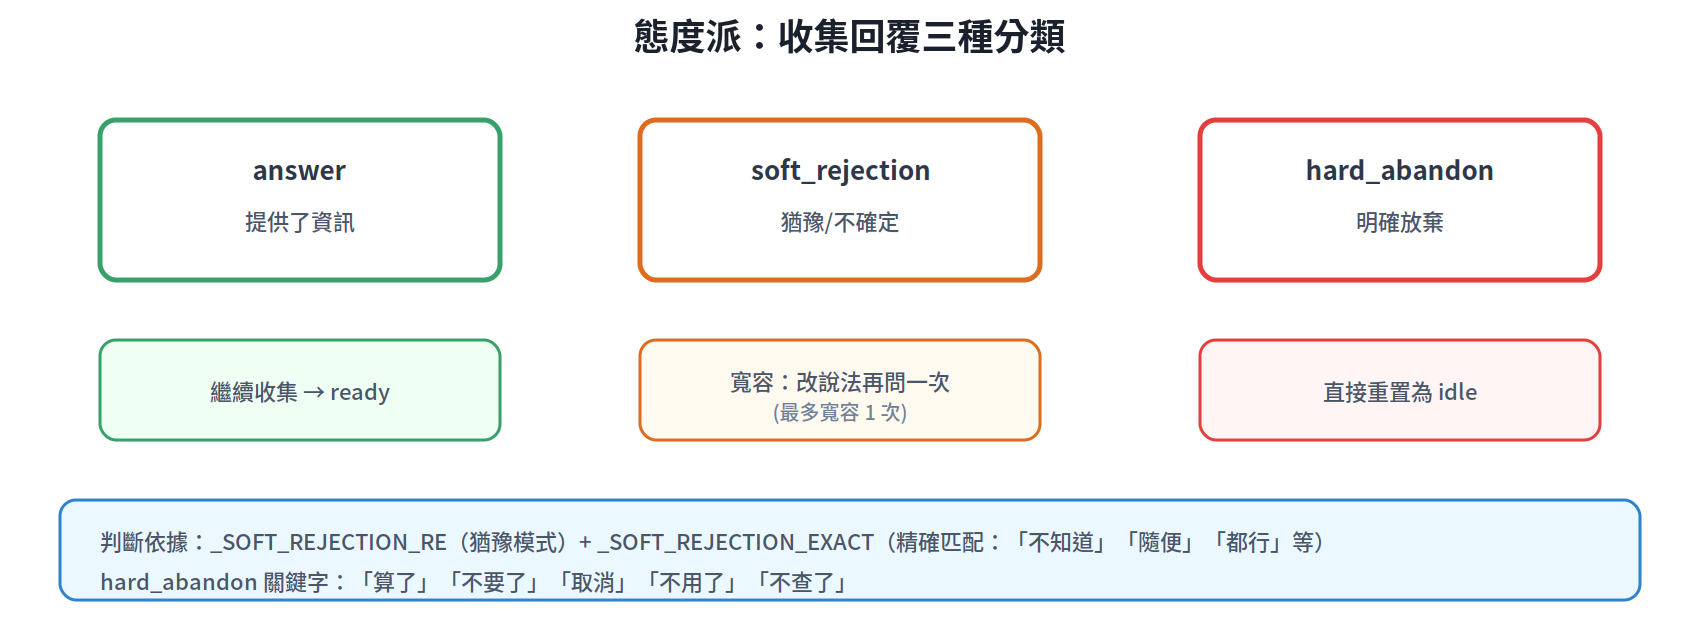 態度派：收集回覆三種分類
answer
提供了資訊
soft_rejection
猶豫/不確定
hard_abandon
明確放棄
繼續收集 → ready
寬容：改說法再問一次
(最多寬容 1 次)
直接重置為 idle
判斷依據：_SOFT_REJECTION_RE（猶豫模式）+ _SOFT_REJECTION_EXACT（精確匹配：「不知道」「隨便」「都行」等）
hard_abandon 關鍵字：「算了」「不要了」「取消」「不用了」「不查了」